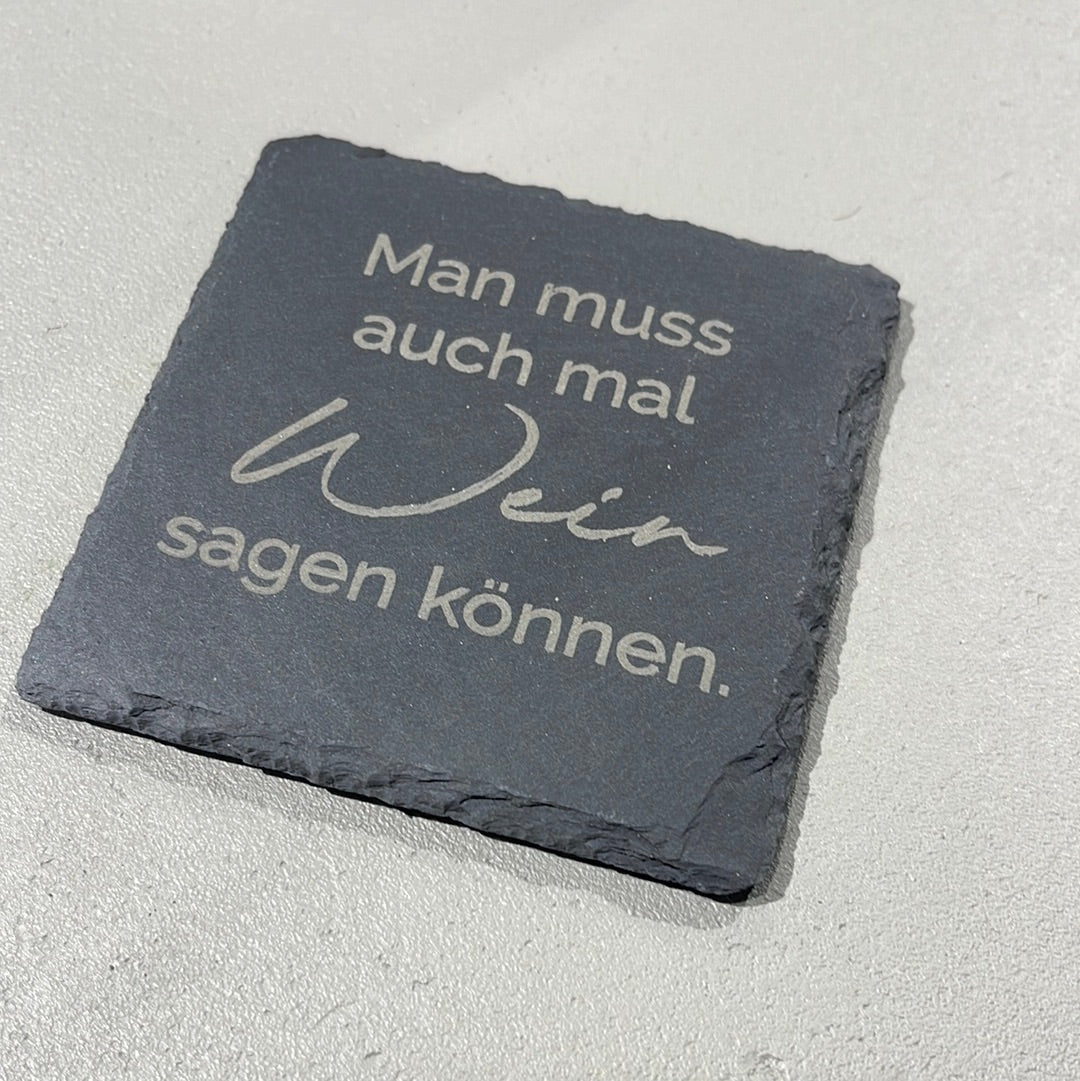 Man muss
auch mal
Wein
sagen können.